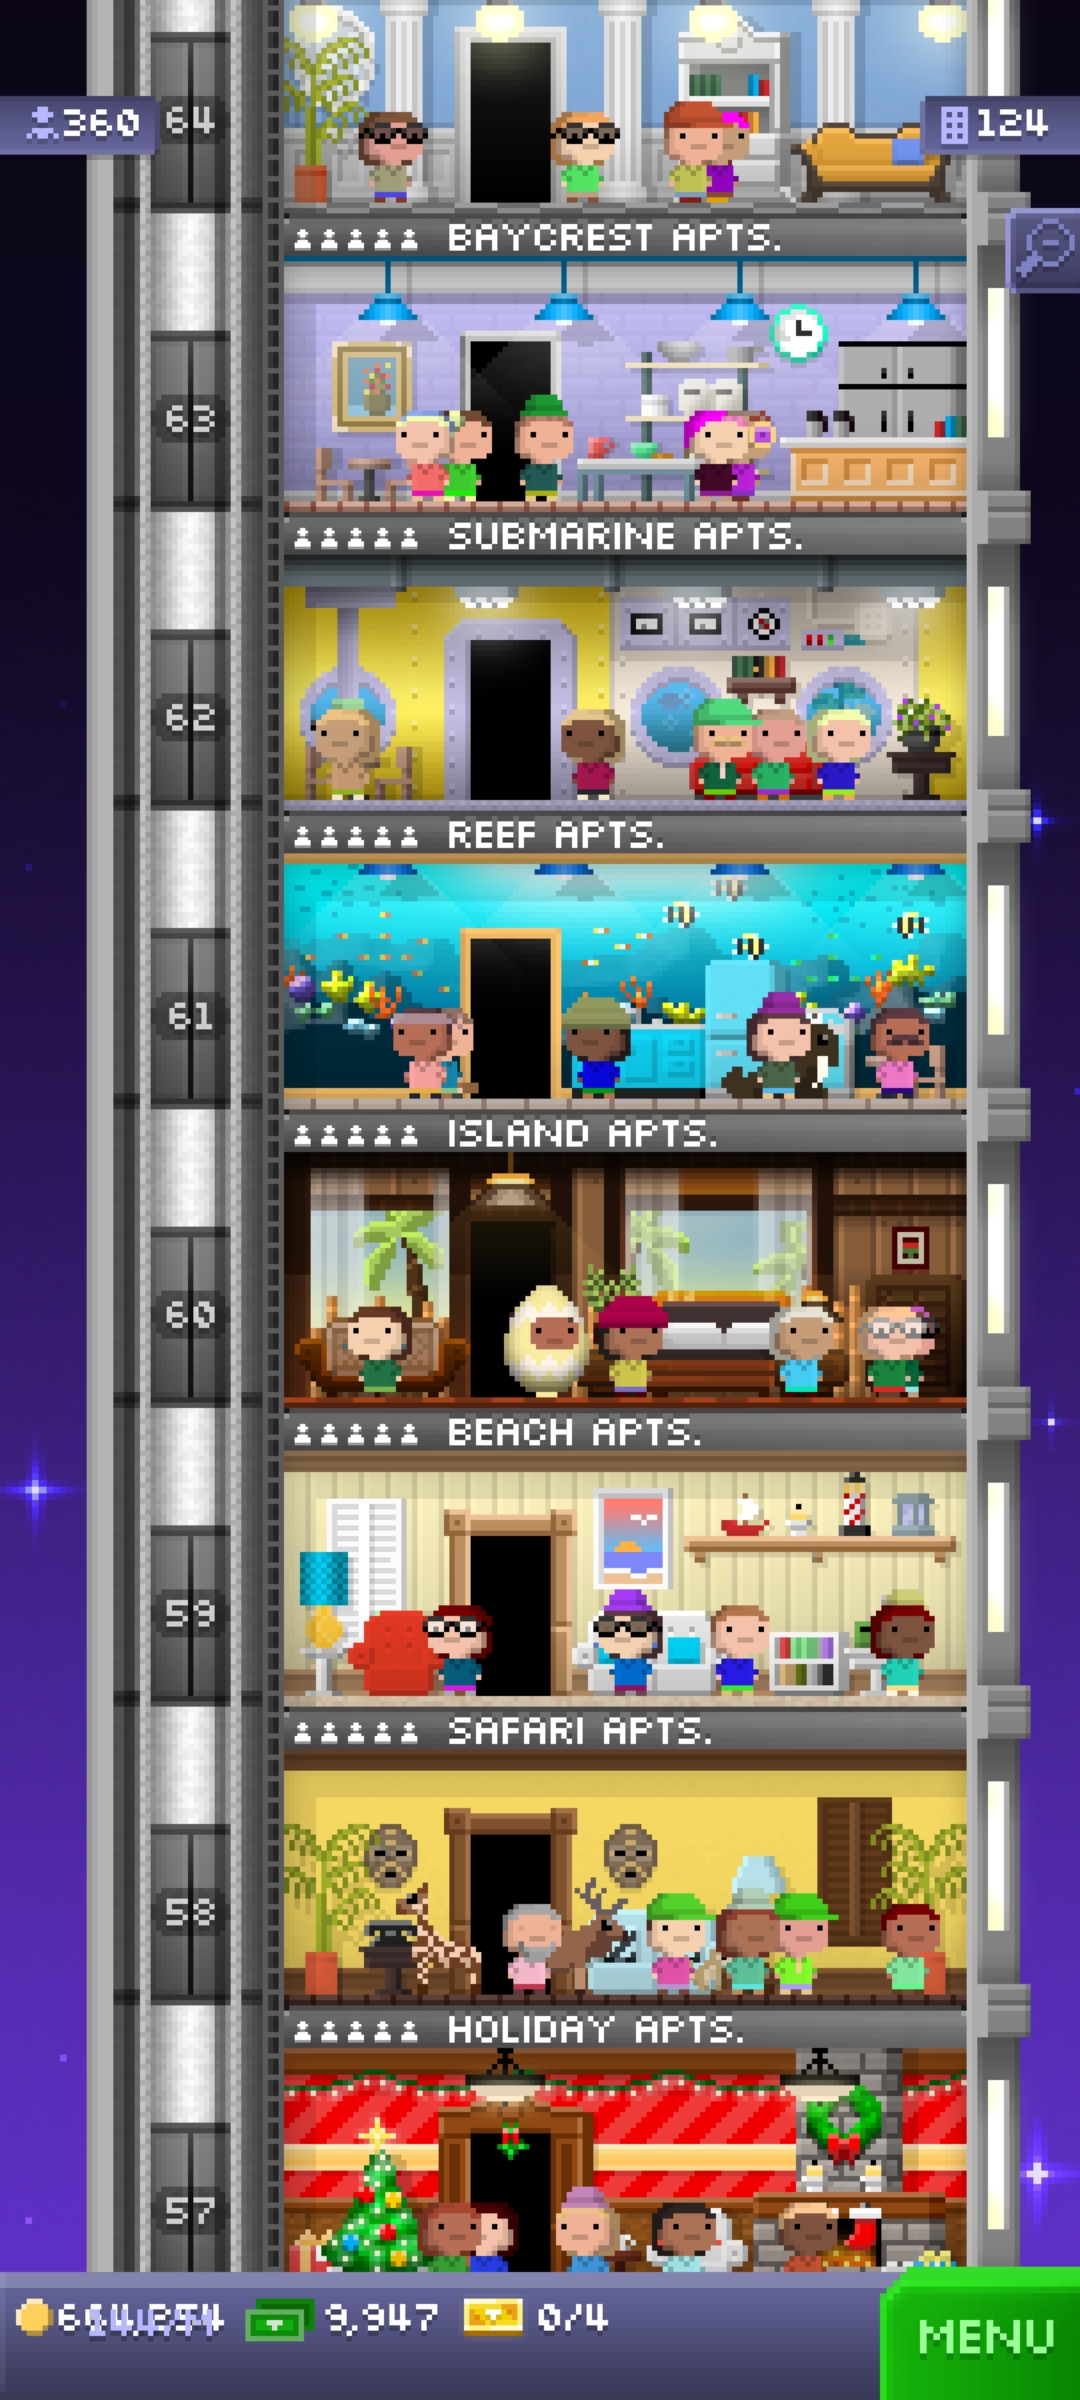 64
360
124
BAYCREST APTS.
63
SUBMARINE APTS.
62
REEF APTS.
61
ISLAND APTS.
60
BEACH APTS.
59
SAFARI APTS.
58
HOLIDAY APTS.
57
9,947
0/4
MENU